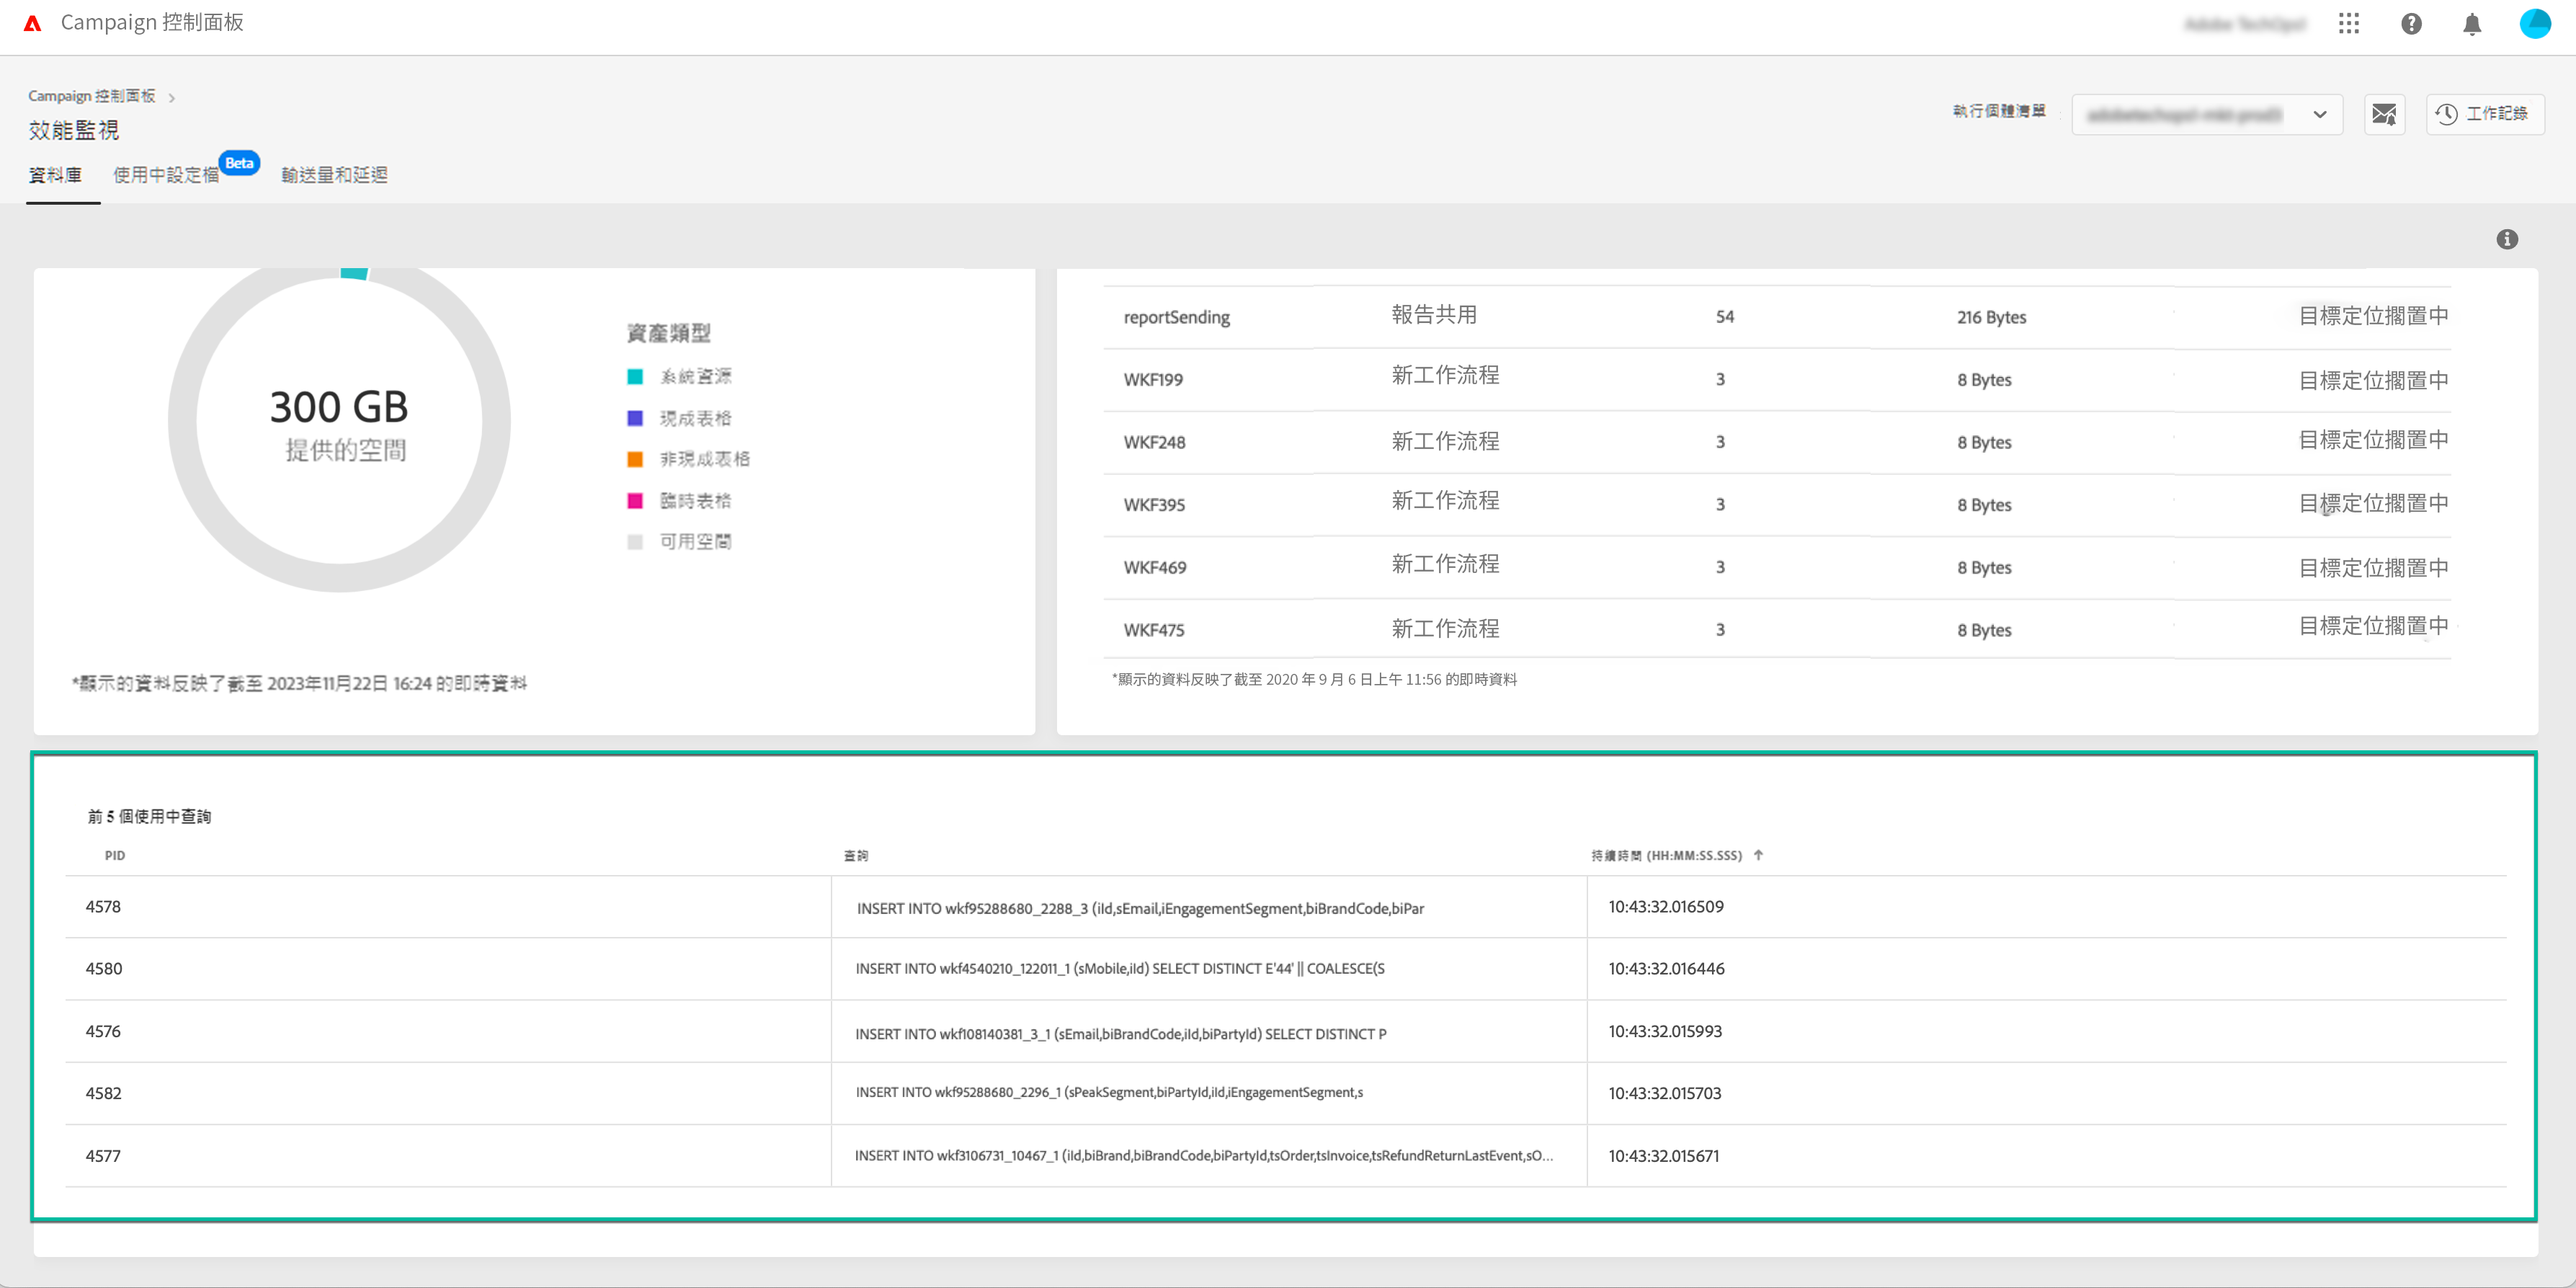 Campaign 控制面板
Campaign 控制面板
執行個體清單
工作記錄
效能監視
資料庫 使用中設定檔 Beta 輸送量和延遲
300 GB
提供的空間
資產類型
系統資源
現成表格
非現成表格
臨時表格
可用空間
*顯示的資料反映了截至 2023年11月22日 16:24 的即時資料
reportSending 報告共用 54 216 Bytes 目標定位擱置中
WKF199 新工作流程 3 8 Bytes 目標定位擱置中
WKF248 新工作流程 3 8 Bytes 目標定位擱置中
WKF395 新工作流程 3 8 Bytes 目標定位擱置中
WKF469 新工作流程 3 8 Bytes 目標定位擱置中
WKF475 新工作流程 3 8 Bytes 目標定位擱置中
*顯示的資料反映了截至 2020 年 9 月 6 日上午 11:56 的即時資料
前 5 個使用中查詢
PID 查詢 持續時間 (HH:MM:SS.SSS)
4578 INSERT INTO wkf95288680_2288_3 (iId,sEmail,iEngagementSegment,biBrandCode,biPar 10:43:32.016509
4580 INSERT INTO wkf4540210_122011_1 (sMobile,iId) SELECT DISTINCT E'44' || COALESCE(S 10:43:32.016446
4576 INSERT INTO wkf108140381_3_1 (sEmail,biBrandCode,iId,biPartyId) SELECT DISTINCT P 10:43:32.015993
4582 INSERT INTO wkf95288680_2296_1 (sPeakSegment,biPartyId,iId,iEngagementSegment,s 10:43:32.015703
4577 INSERT INTO wkf3106731_10467_1 (iId,biBrand,biBrandCode,biPartyId,tsOrder,tsInvoice,tsRefundReturnLastEvent,sO... 10:43:32.015671